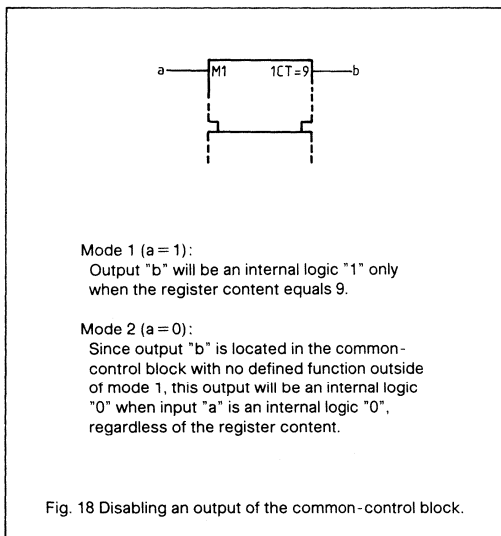 a M1 1CT=9 b
Mode 1 (a=1):
Output "b" will be an internal logic "1" only
when the register content equals 9.
Mode 2 (a=0):
Since output "b" is located in the common-
control block with no defined function outside
of mode 1, this output will be an internal logic
"0" when input "a" is an internal logic "0",
regardless of the register content.
Fig. 18 Disabling an output of the common-control block.